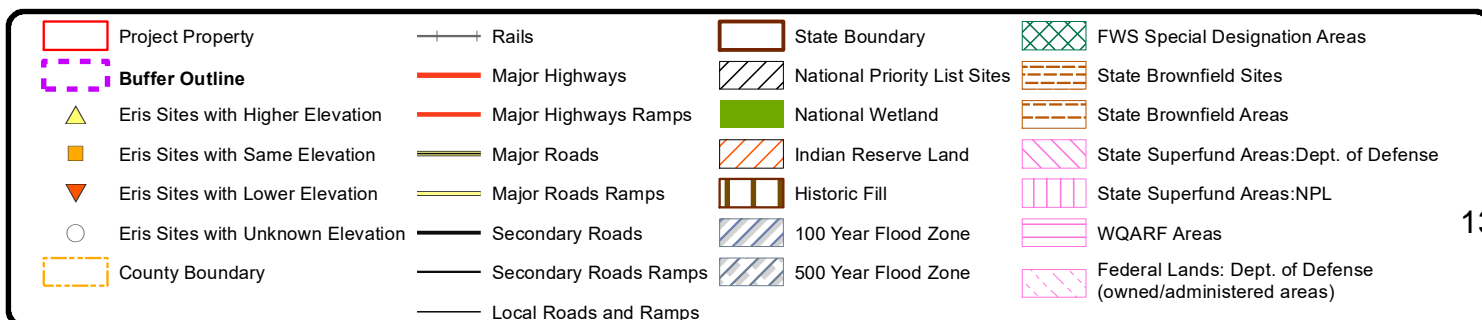 Project Property
Buffer Outline
Eris Sites with Higher Elevation
Eris Sites with Same Elevation
Eris Sites with Lower Elevation
Eris Sites with Unknown Elevation
County Boundary
Rails
Major Highways
Major Highways Ramps
Major Roads
Major Roads Ramps
Secondary Roads
Secondary Roads Ramps
Local Roads and Ramps
State Boundary
National Priority List Sites
National Wetland
Indian Reserve Land
Historic Fill
100 Year Flood Zone
500 Year Flood Zone
FWS Special Designation Areas
State Brownfield Sites
State Brownfield Areas
State Superfund Areas:Dept. of Defense
State Superfund Areas:NPL
WQARF Areas
Federal Lands: Dept. of Defense
(owned/administered areas)